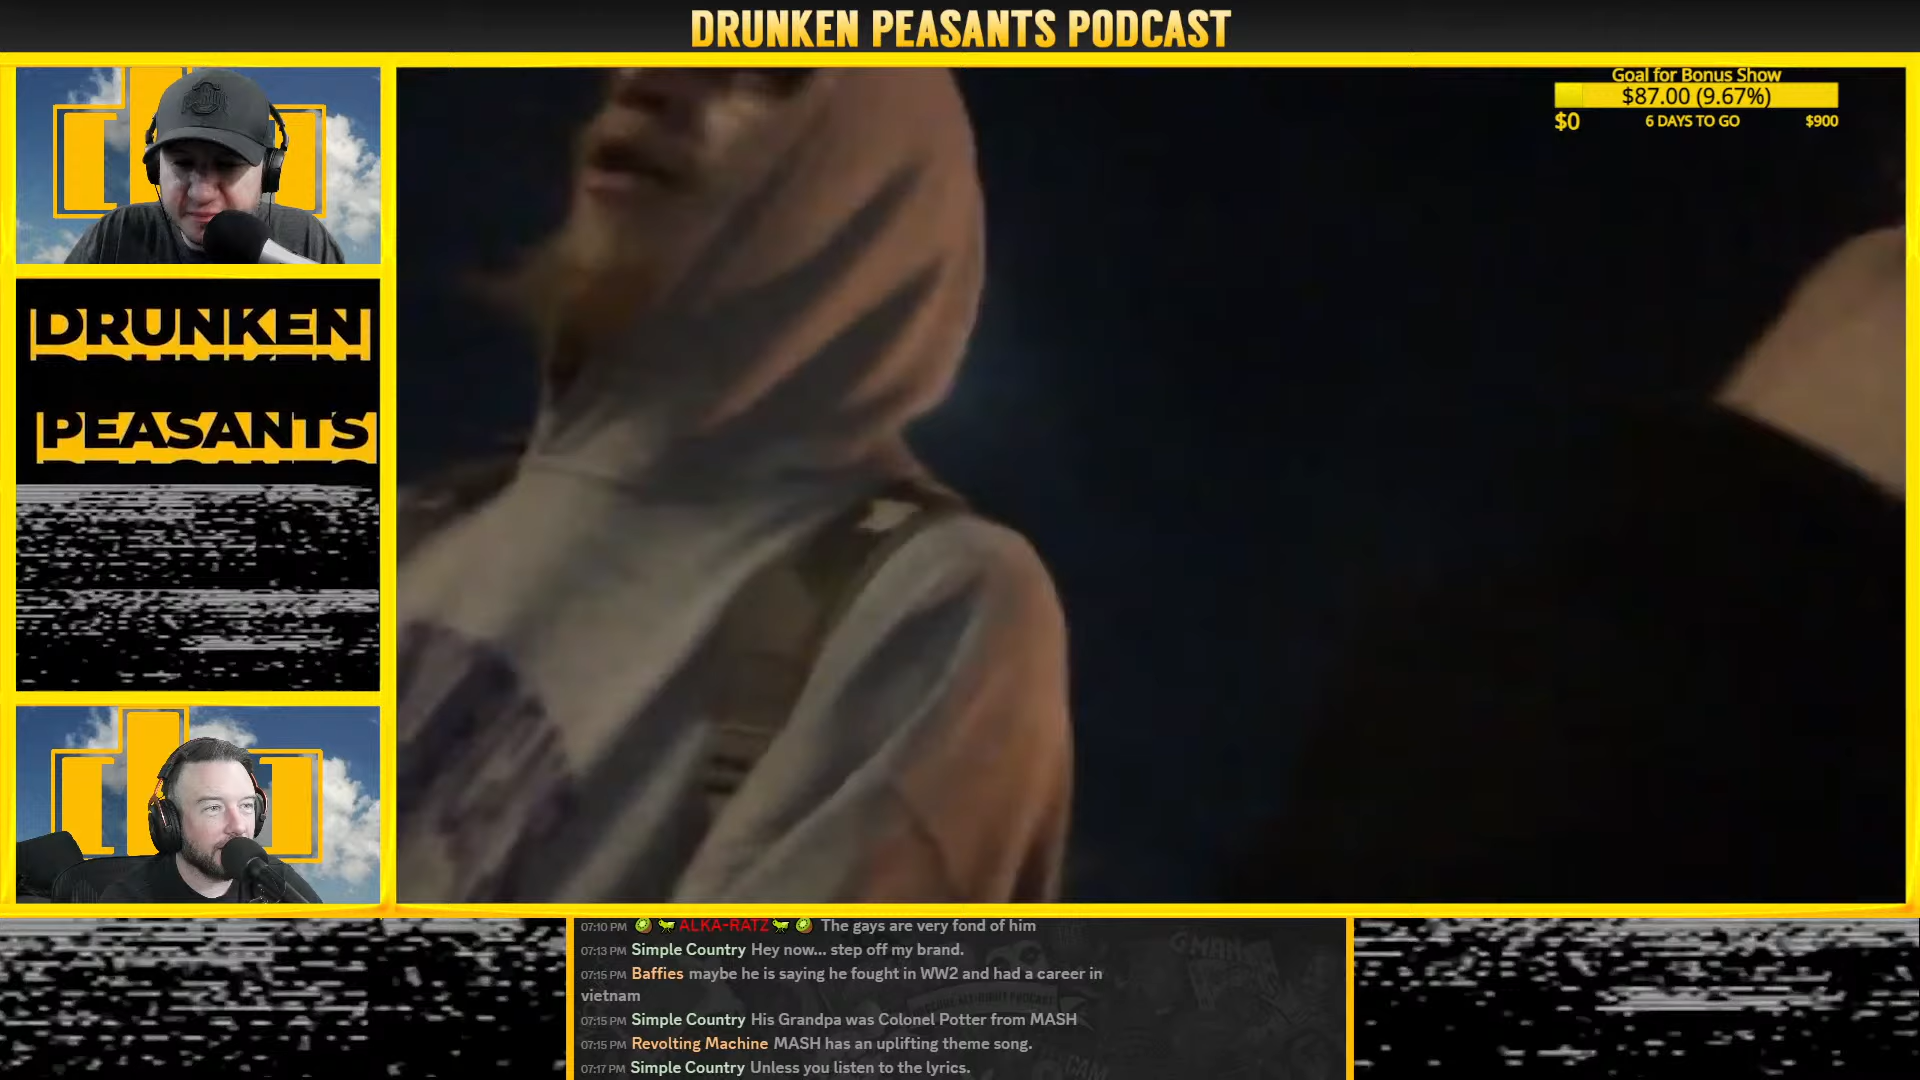 DRUNKEN PEASANTS PODCAST
Goal for Bonus Show
$87.00 (9.67%)
$0 6 DAYS TO GO $900
DRUNKEN
PEASANTS
07:10 PM ALKA-RATZ The gays are very fond of him
07:13 PM Simple Country Hey now... step off my brand.
07:15 PM Baffies maybe he is saying he fought in WW2 and had a career in
vietnam
07:15 PM Simple Country His Grandpa was Colonel Potter from MASH
07:15 PM Revolting Machine MASH has an uplifting theme song.
07:17 PM Simple Country Unless you listen to the lyrics.